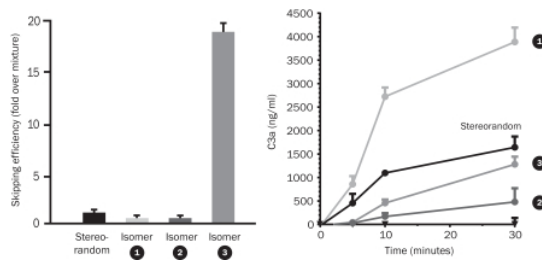 Skipping efficiency (fold over mixture)
20
15
10
5
0
Stereo-
random
Isomer
1
Isomer
2
Isomer
3
C3a (ng/ml)
4500
4000
3500
3000
2500
2000
1500
1000
500
0
0
10
20
30
Time (minutes)
1
Stereorandom
3
2